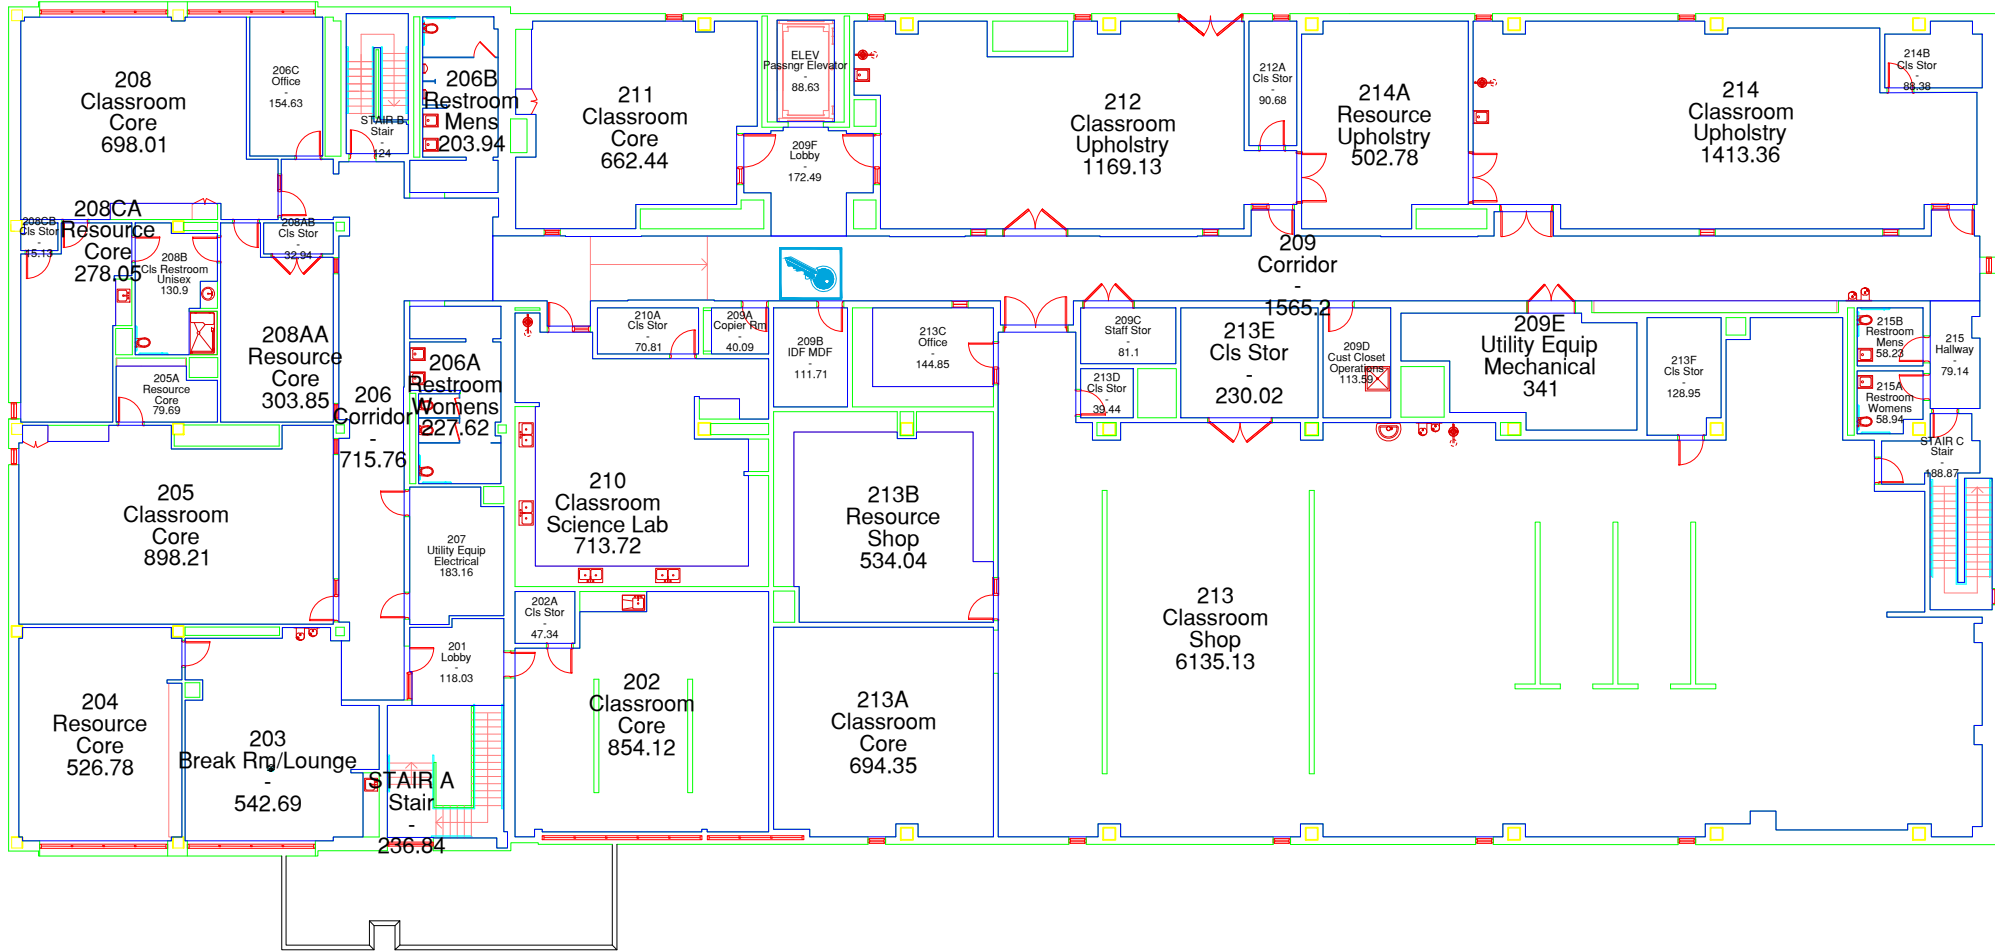 208
Classroom
Core
698.01
206C
Office
-
154.63
STAIR B
Stair
-
124
206B
Restroom
Mens
203.94
211
Classroom
Core
662.44
ELEV
Passngr Elevator
-
88.63
209F
Lobby
-
172.49
212
Classroom
Upholstry
1169.13
212A
Cls Stor
-
90.68
214A
Resource
Upholstry
502.78
214
Classroom
Upholstry
1413.36
214B
Cls Stor
-
88.38
208CB
Cls Stor
-
15.13
208CA
Resource
Core
278.05
208B
Cls Restroom
Unisex
130.9
208AB
Cls Stor
-
32.94
208AA
Resource
Core
303.85
205A
Resource
Core
79.69
206
Corridor
-
715.76
206A
Restroom
Womens
227.62
209
Corridor
-
1565.2
210A
Cls Stor
-
70.81
209A
Copier Rm
-
40.09
209B
IDF MDF
-
111.71
213C
Office
-
144.85
209C
Staff Stor
-
81.1
213D
Cls Stor
-
39.44
213E
Cls Stor
-
230.02
209D
Cust Closet
Operations
113.59
209E
Utility Equip
Mechanical
341
213F
Cls Stor
-
128.95
215B
Restroom
Mens
58.23
215A
Restroom
Womens
58.94
215
Hallway
-
79.14
STAIR C
Stair
-
188.87
205
Classroom
Core
898.21
207
Utility Equip
Electrical
183.16
210
Classroom
Science Lab
713.72
213B
Resource
Shop
534.04
213
Classroom
Shop
6135.13
202A
Cls Stor
-
47.34
201
Lobby
-
118.03
204
Resource
Core
526.78
203
Break Rm/Lounge
-
542.69
STAIR A
Stair
-
236.84
202
Classroom
Core
854.12
213A
Classroom
Core
694.35